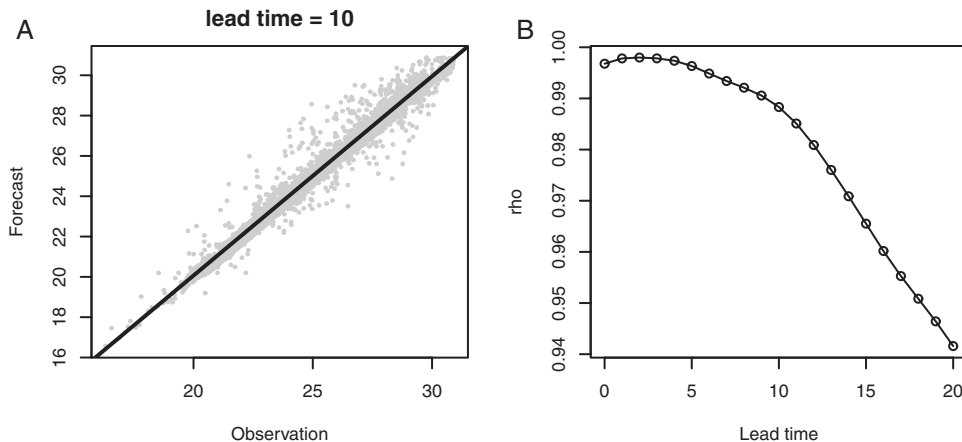 A
lead time = 10
Forecast
30
28
26
24
22
20
18
16
20 25 30
Observation
B
rho
1.00
0.99
0.98
0.97
0.96
0.95
0.94
0 5 10 15 20
Lead time